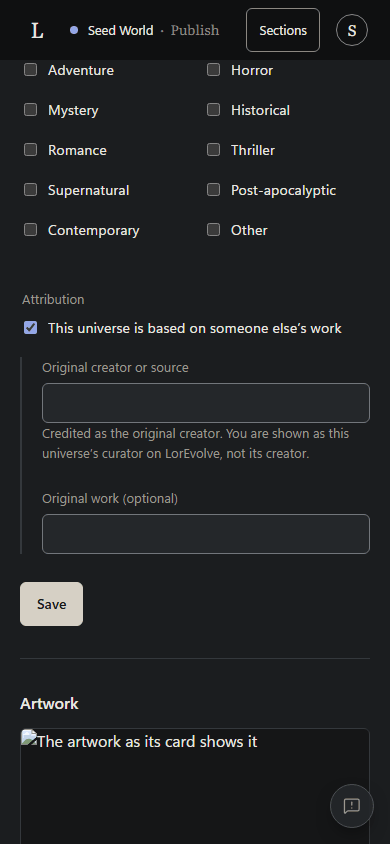 L Seed World · Publish Sections S
Adventure Horror
Mystery Historical
Romance Thriller
Supernatural Post-apocalyptic
Contemporary Other
Attribution
This universe is based on someone else’s work
Original creator or source
Credited as the original creator. You are shown as this
universe’s curator on LorEvolve, not its creator.
Original work (optional)
Save
Artwork
The artwork as its card shows it